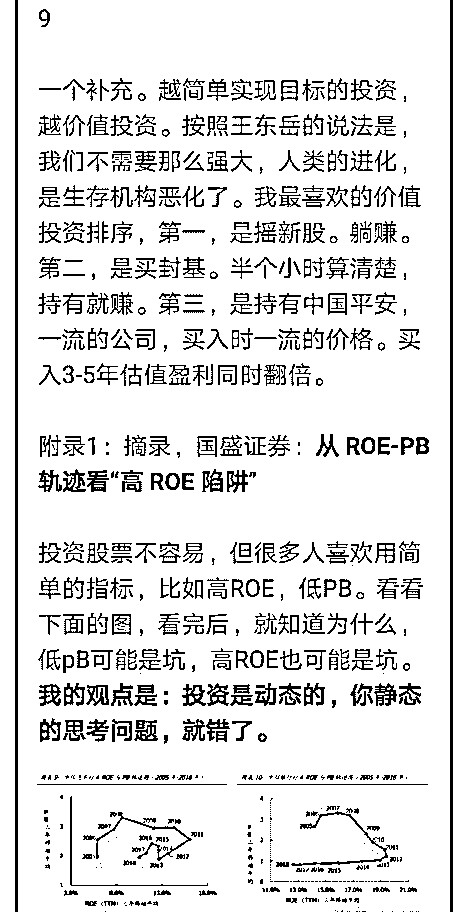 9
一个补充。越简单实现目标的投资，
越价值投资。按照王东岳的说法是，
我们不需要那么强大，人类的进化，
是生存机构恶化了。我最喜欢的价值
投资排序，第一，是摇新股。躺赚。
第二，是买封基。半个小时算清楚，
持有就赚。第三，是持有中国平安，
一流的公司，买入时一流的价格。买
入3-5年估值盈利同时翻倍。
附录1：摘录，国盛证券：从 ROE-PB
轨迹看“高 ROE 陷阱”
投资股票不容易，但很多人喜欢用简
单的指标，比如高ROE，低PB。看看
下面的图，看完后，就知道为什么，
低pB可能是坑，高ROE也可能是坑。
我的观点是：投资是动态的，你静态
的思考问题，就错了。